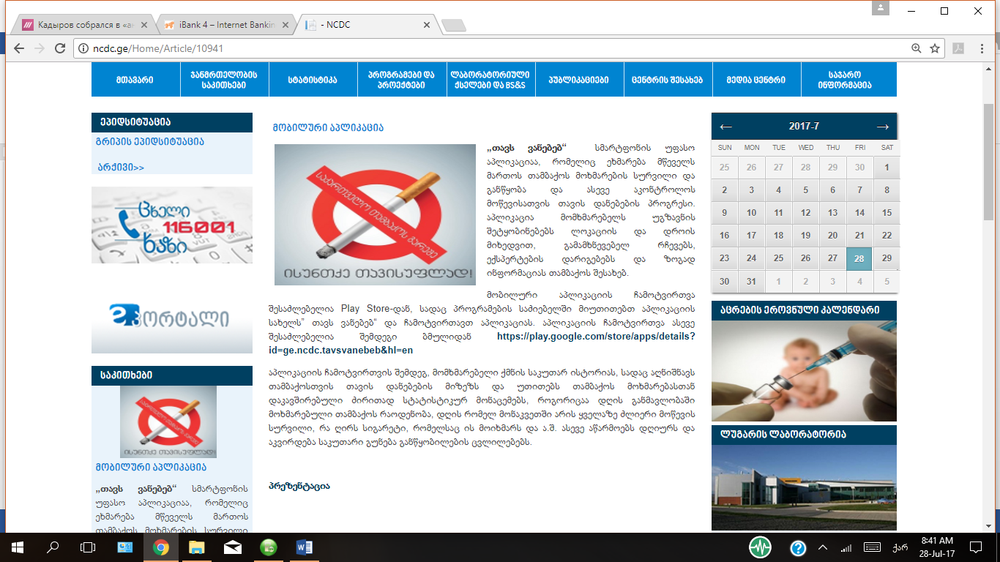 Кадыров собрался в «а
iBank 4 – Internet Bankin
- NCDC
ncdc.ge/Home/Article/10941
მთავარი
ჯანმრთელობის
საკითხები
სტატისტიკა
პროგრამები და
პროექტები
ლაბორატორიული
ქსელები და BS&S
პუბლიკაციები
ცენტრის შესახებ
მედია ცენტრი
საჯარო
ინფორმაცია
ეპიდსიტუაცია
გრიპის ეპიდსიტუაცია
არქივი>>
ცხელი
116001
ხაზი
პორტალი
საკითხები
საქართველო თამბაქოს გარეშე
ისუნთქე თავისუფლად!
მობილური აპლიკაცია
„თავს ვანებებ“ სმარტფონის
უფასო აპლიკაციაა, რომელიც
ეხმარება მწეველს მართოს
თამბაქოს მოხმარების სურვილი
მობილური აპლიკაცია
საქართველო თამბაქოს გარეშე
ისუნთქე თავისუფლად!
„თავს ვანებებ“ სმარტფონის უფასო
აპლიკაციაა, რომელიც ეხმარება მწეველს
მართოს თამბაქოს მოხმარების სურვილი და
განწყობა და ასევე აკონტროლოს
მოწევისათვის თავის დანებების პროგრესი.
აპლიკაცია მომხმარებელს უგზავნის
შეტყობინებებს ლოკაციის და დროის
მიხედვით, გამამხნევებელ რჩევებს,
ექსპერტების დარიგებებს და ზოგად
ინფორმაციას თამბაქოს შესახებ.
მობილური აპლიკაციის ჩამოტვირთვა
შესაძლებელია Play Store-დან, სადაც პროგრამების საძიებელში მიუთითებთ აპლიკაციის
სახელს” თავს ვანებებ“ და ჩამოტვირთავთ აპლიკაციას. აპლიკაციის ჩამოტვირთვა ასევე
შესაძლებელია შემდეგი ბმულიდან https://play.google.com/store/apps/details?
id=ge.ncdc.tavsvanebeb&hl=en
აპლიკაციის ჩამოტვირთვის შემდეგ, მომხმარებელი ქმნის საკუთარ ისტორიას, სადაც აღნიშნავს
თამბაქოსთვის თავის დანებების მიზეზს და უთითებს თამბაქოს მოხმარებასთან
დაკავშირებული ძირითად სტატისტიკურ მონაცემებს, როგორიცაა დღის განმავლობაში
მოხმარებული თამბაქოს რაოდენობა, დღის რომელ მონაკვეთში არის ყველაზე ძლიერი მოწევის
სურვილი, რა ღირს სიგარეტი, რომელსაც ის მოიხმარს და ა.შ. ასევე აწარმოებს დღიურს და
აკვირდება საკუთარი გუნება განწყობილების ცვლილებებს.
პრეზენტაცია
← 2017-7 →
SUN MON TUE WED THU FRI SAT
25 26 27 28 29 30 1
2 3 4 5 6 7 8
9 10 11 12 13 14 15
16 17 18 19 20 21 22
23 24 25 26 27 28 29
30 31 1 2 3 4 5
აცრების ეროვნული კალენდარი
ლუგარის ლაბორატორია
ქარ
8:41 AM
28-Jul-17